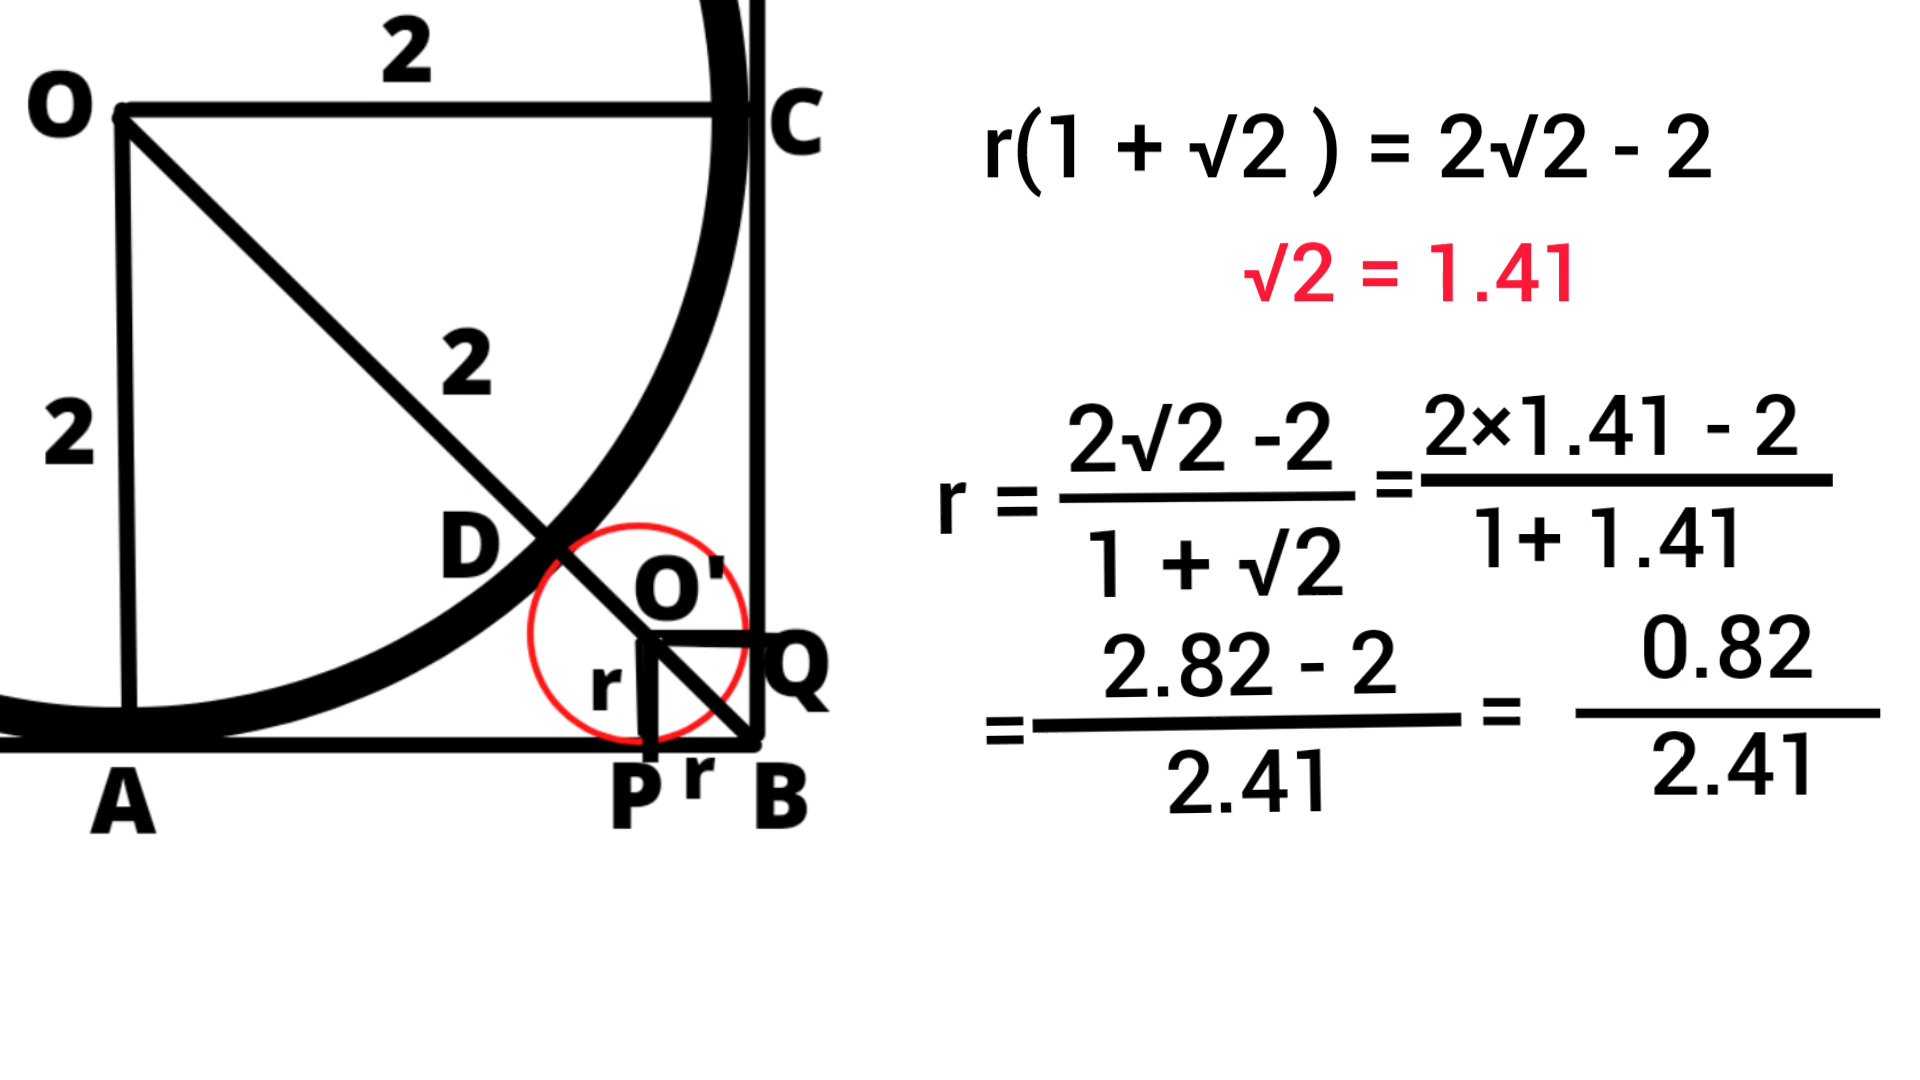 2
O
C
2
2
D
O'
Q
r
A
P r B
r(1 + √2 ) = 2√2 - 2
√2 = 1.41
r = 2√2 -2 / 1 + √2 = 2×1.41 - 2 / 1+ 1.41
= 2.82 - 2 / 2.41 = 0.82 / 2.41